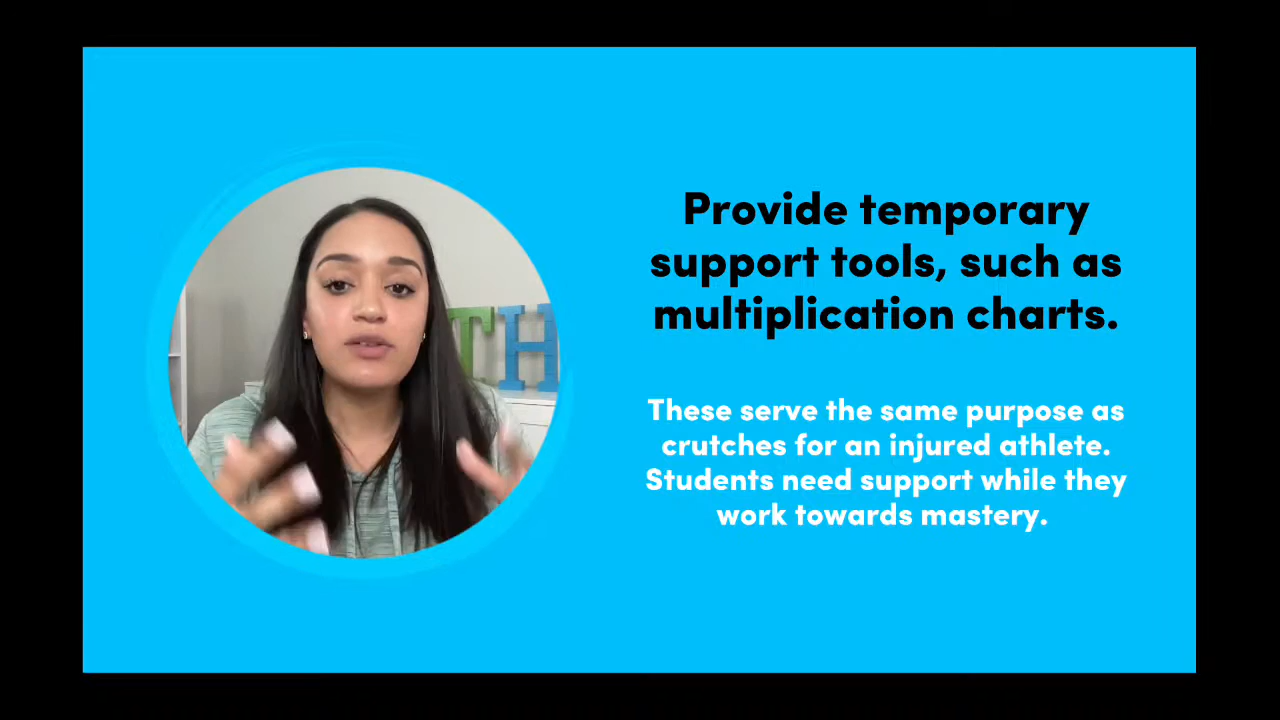 TH
Provide temporary
support tools, such as
multiplication charts.
These serve the same purpose as
crutches for an injured athlete.
Students need support while they
work towards mastery.